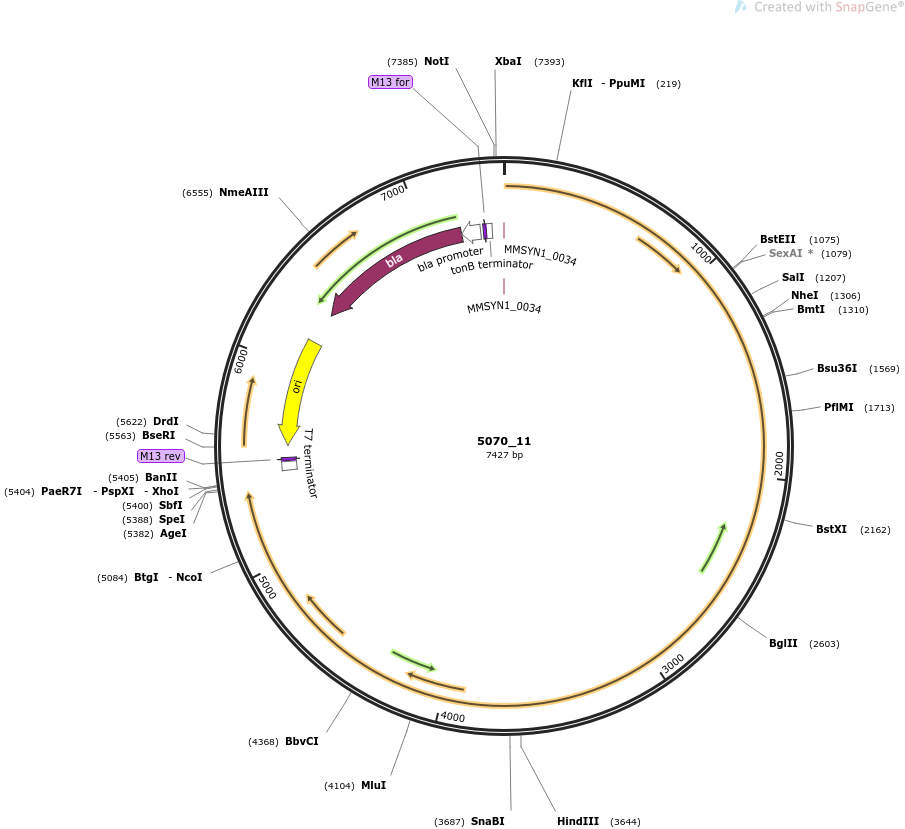 Created with SnapGene®
(7385) NotI
XbaI (7393)
M13 for
KflI - PpuMI (219)
(6555) NmeAIII
7000
1000
BstEII (1075)
SexAI * (1079)
SalI (1207)
NheI (1306)
BmtI (1310)
bla
bla promoter
tonB terminator
MMSYN1_0034
MMSYN1_0034
6000
ori
Bsu36I (1569)
PflMI (1713)
(5622) DrdI
(5563) BseRI
M13 rev
T7 terminator
5070_11
7427 bp
2000
(5405) BanII
(5404) PaeR7I - PspXI - XhoI
(5400) SbfI
(5388) SpeI
(5382) AgeI
BstXI (2162)
(5084) BtgI - NcoI
5000
BglII (2603)
3000
4000
(4368) BbvCI
(4104) MluI
(3687) SnaBI
HindIII (3644)